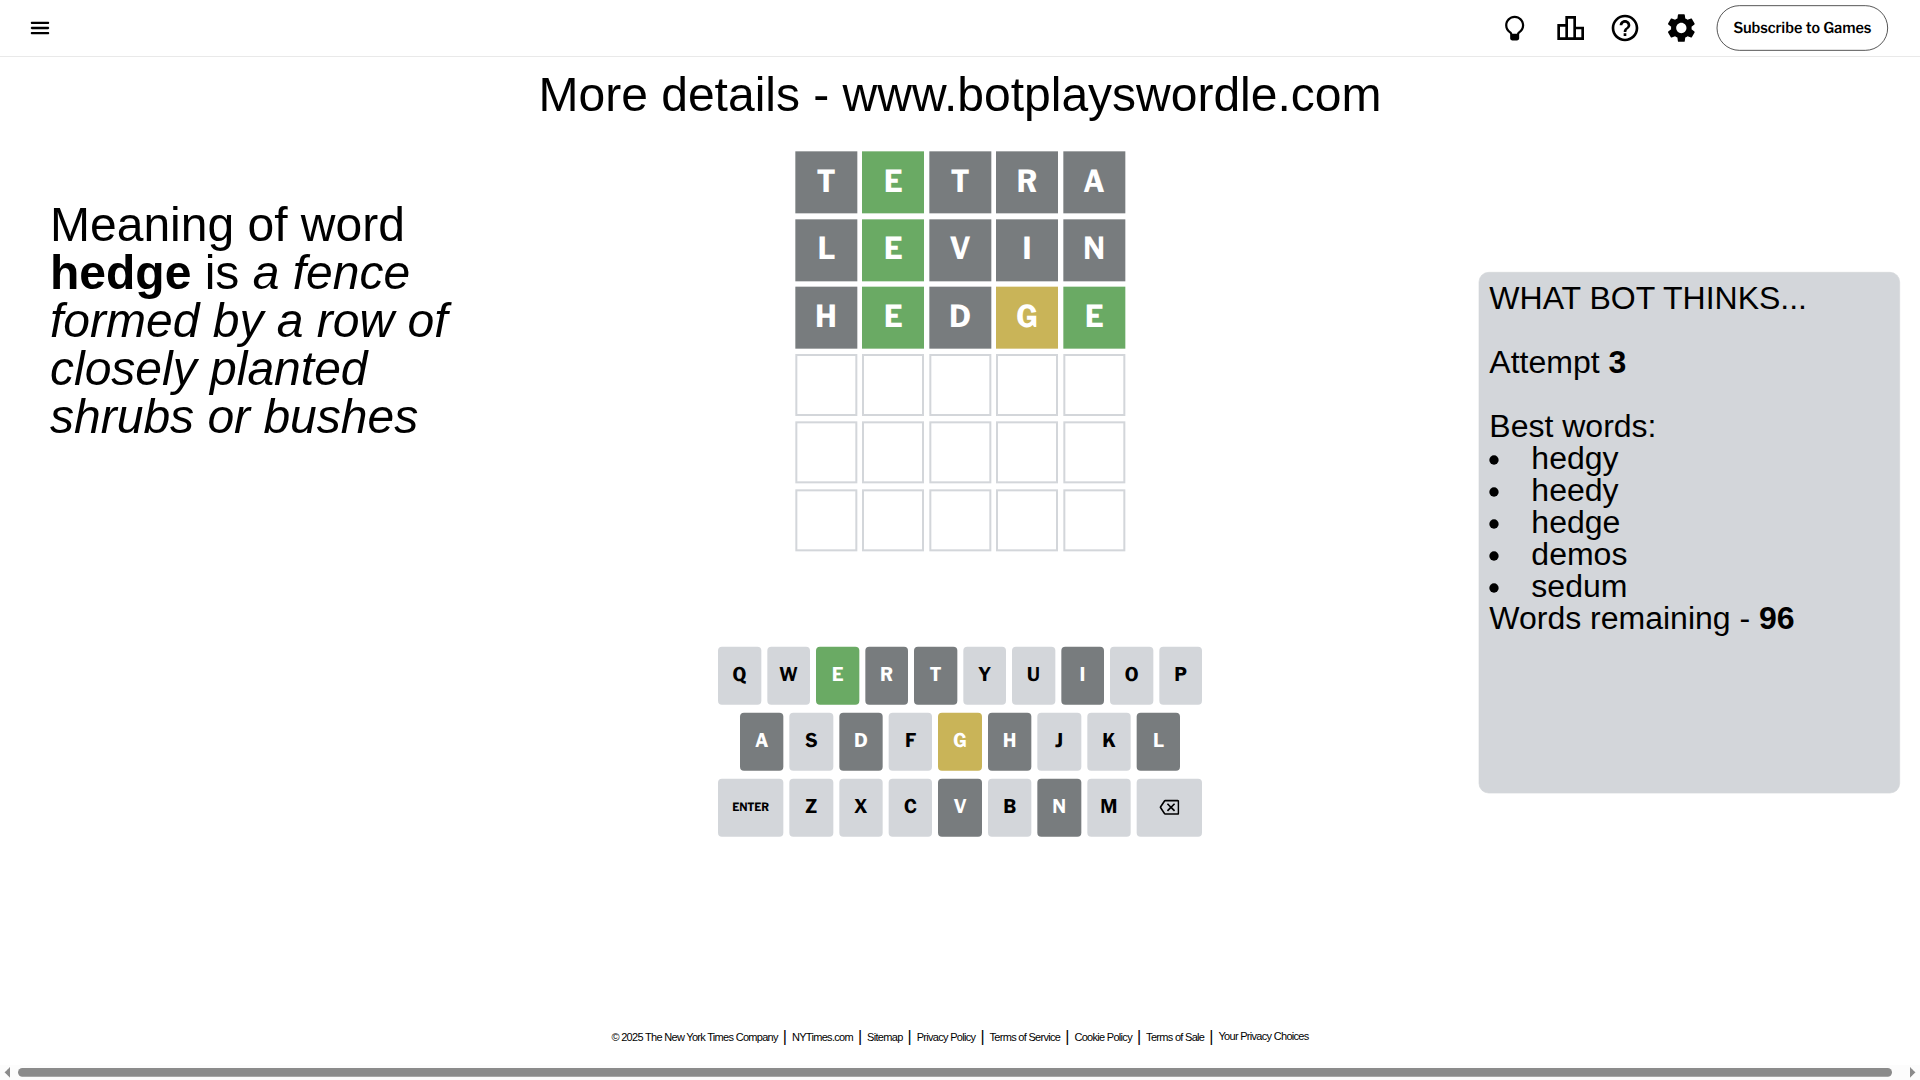 Subscribe to Games
More details - www.botplayswordle.com
Meaning of word
hedge is a fence
formed by a row of
closely planted
shrubs or bushes
T E T R A
L E V I N
H E D G E
WHAT BOT THINKS...
Attempt 3
Best words:
• hedgy
• heedy
• hedge
• demos
• sedum
Words remaining - 96
Q W E R T Y U I O P
A S D F G H J K L
ENTER Z X C V B N M
© 2025 The New York Times Company | NYTimes.com | Sitemap | Privacy Policy | Terms of Service | Cookie Policy | Terms of Sale | Your Privacy Choices